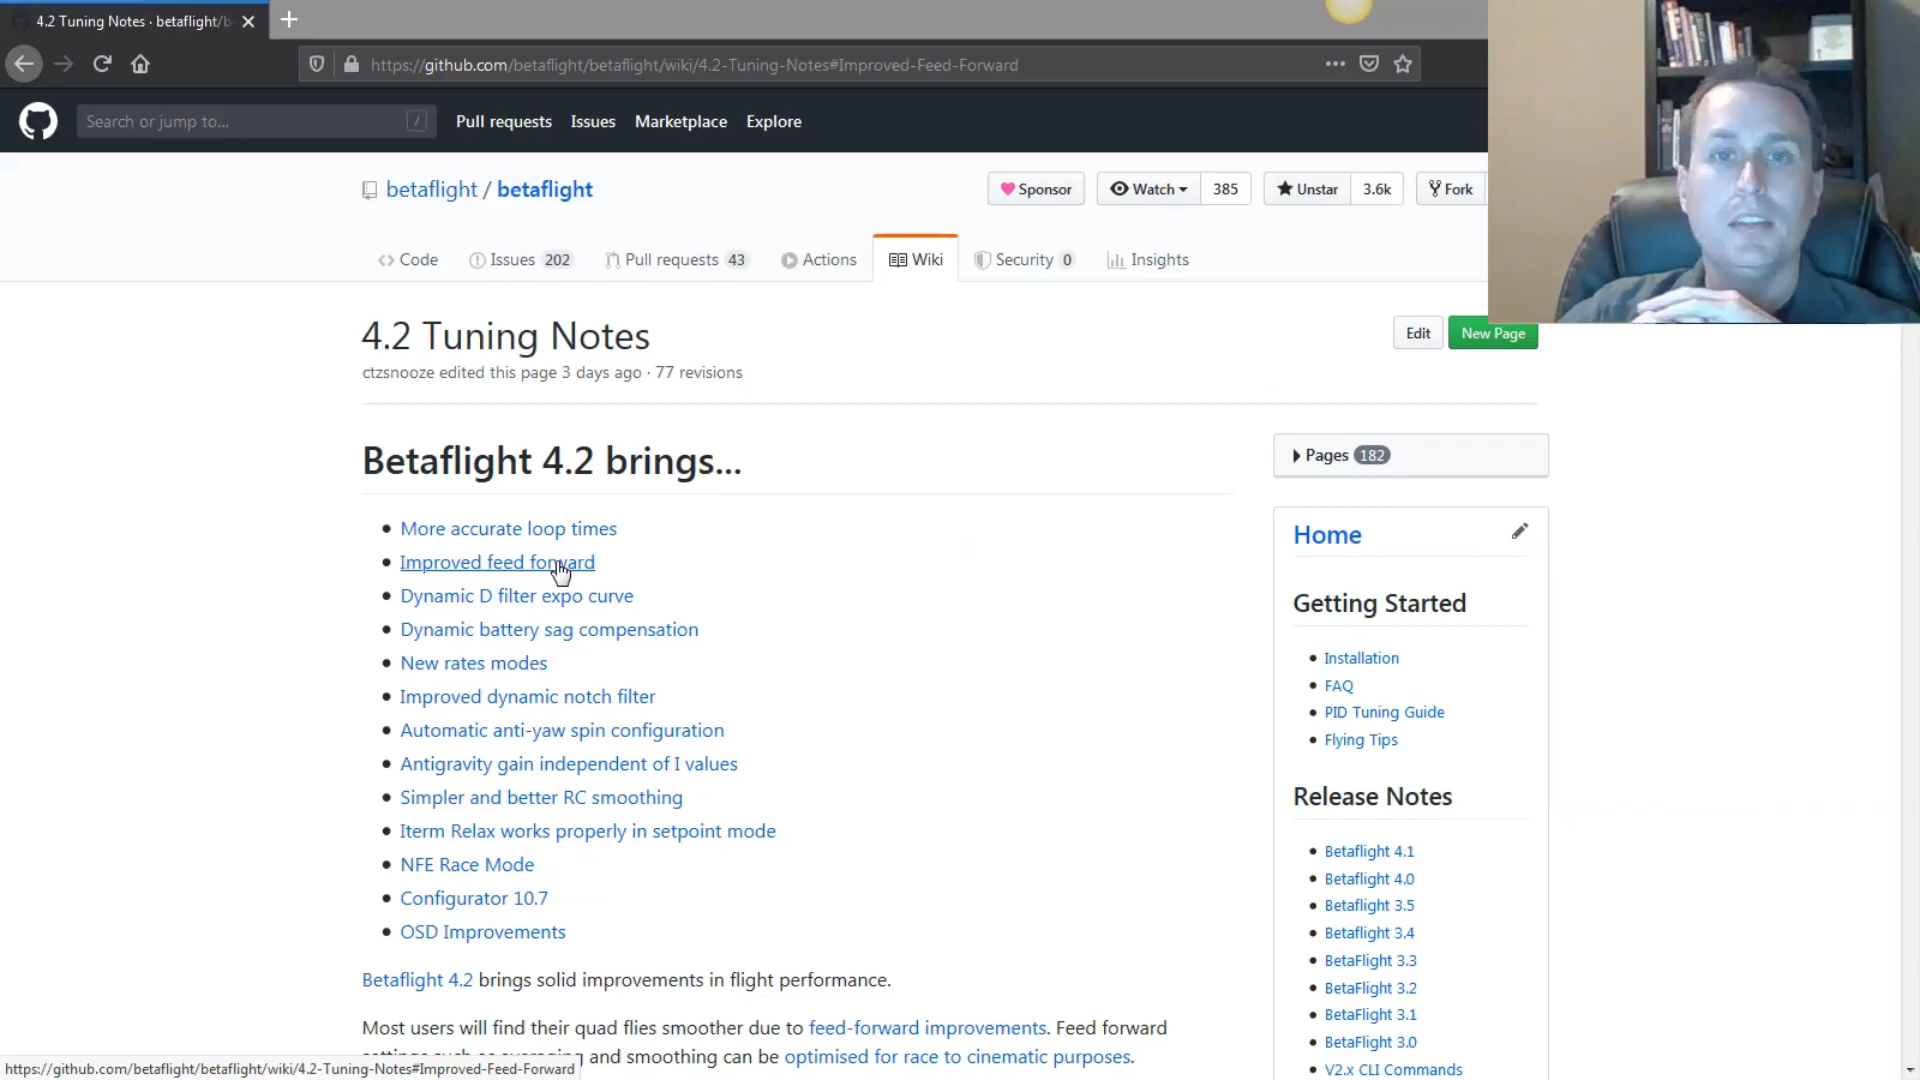 4.2 Tuning Notes · betaflight/b
https://github.com/betaflight/betaflight/wiki/4.2-Tuning-Notes#Improved-Feed-Forward
Search or jump to... /
Pull requests Issues Marketplace Explore
betaflight / betaflight
Sponsor Watch 385 Unstar 3.6k Fork
Code Issues 202 Pull requests 43 Actions Wiki Security 0 Insights
4.2 Tuning Notes
Edit New Page
ctzsnooze edited this page 3 days ago · 77 revisions
Betaflight 4.2 brings...
More accurate loop times
Improved feed forward
Dynamic D filter expo curve
Dynamic battery sag compensation
New rates modes
Improved dynamic notch filter
Automatic anti-yaw spin configuration
Antigravity gain independent of I values
Simpler and better RC smoothing
Iterm Relax works properly in setpoint mode
NFE Race Mode
Configurator 10.7
OSD Improvements
Betaflight 4.2 brings solid improvements in flight performance.
Most users will find their quad flies smoother due to feed-forward improvements. Feed forward
and smoothing can be optimised for race to cinematic purposes.
Pages 182
Home
Getting Started
Installation
FAQ
PID Tuning Guide
Flying Tips
Release Notes
Betaflight 4.1
Betaflight 4.0
Betaflight 3.5
Betaflight 3.4
BetaFlight 3.3
BetaFlight 3.2
BetaFlight 3.1
BetaFlight 3.0
V2.x CLI Commands
https://github.com/betaflight/betaflight/wiki/4.2-Tuning-Notes#Improved-Feed-Forward